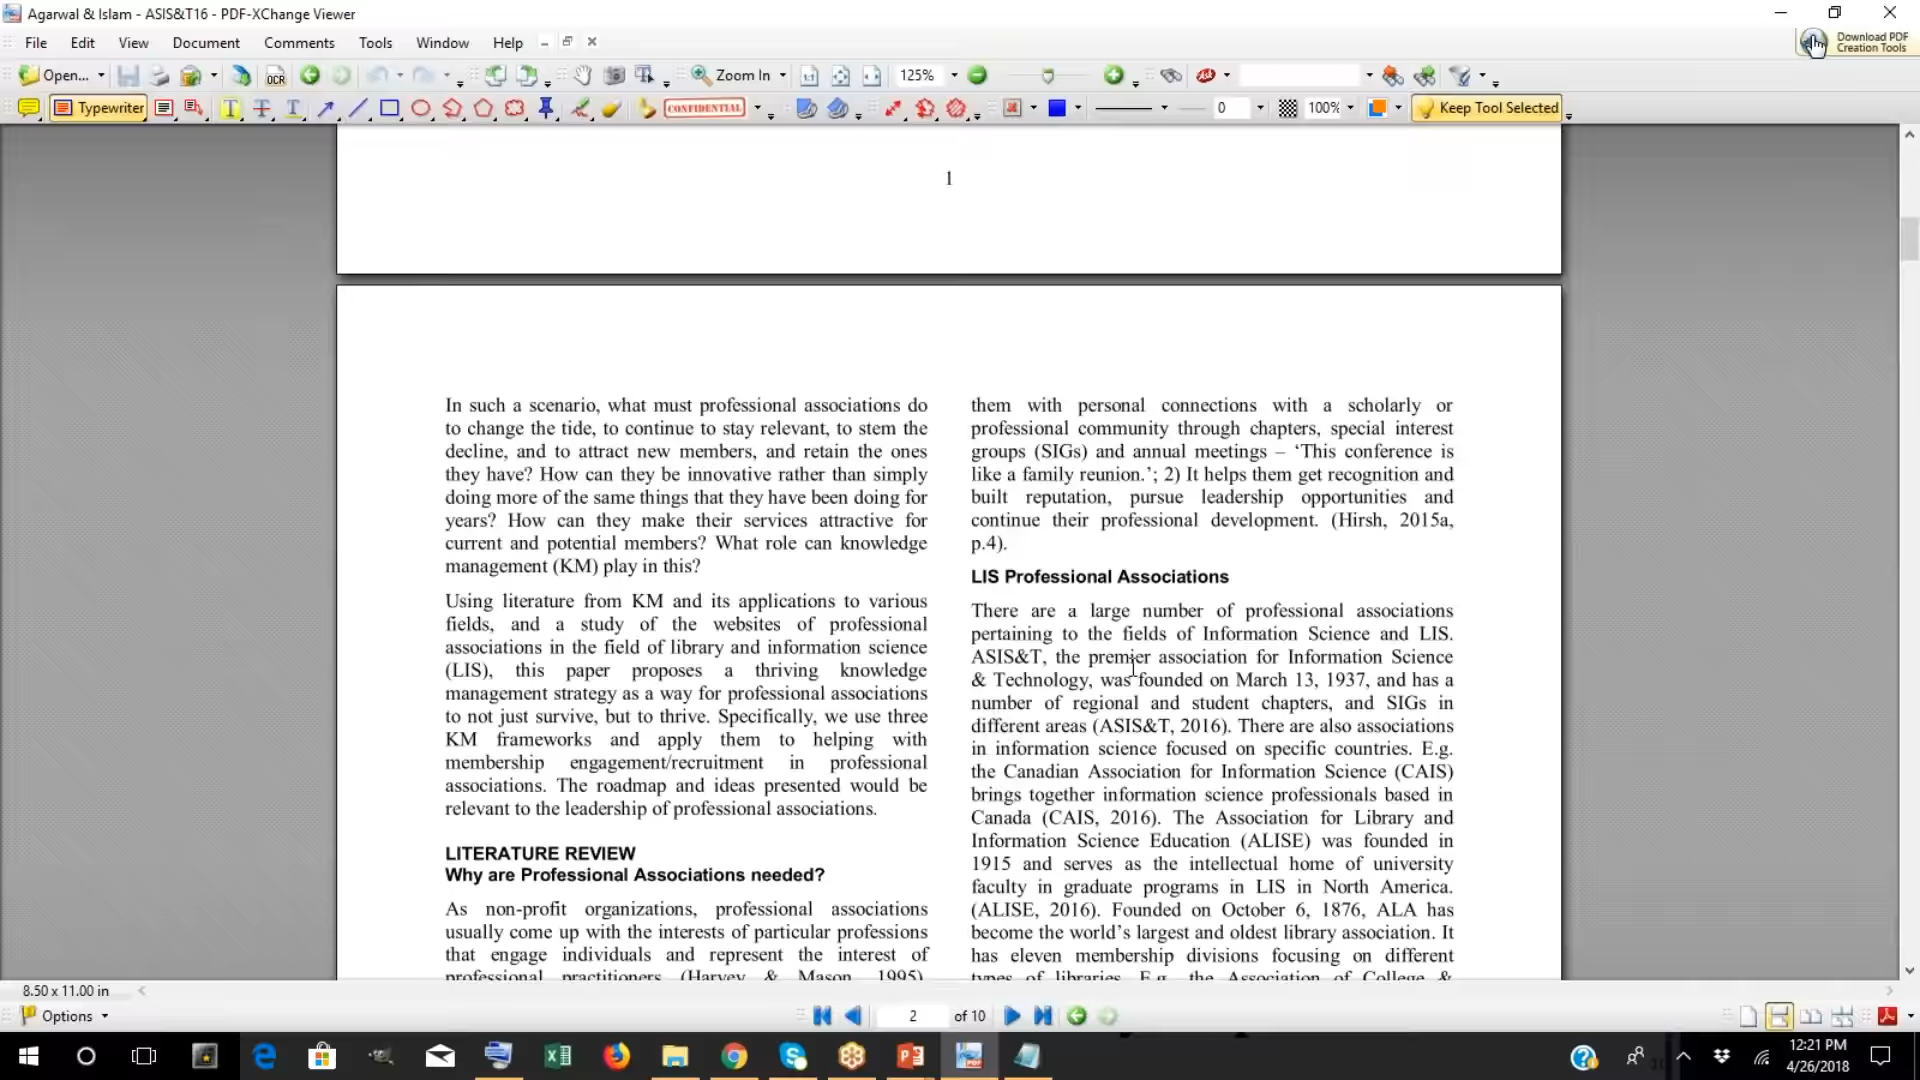 Agarwal & Islam - ASIS&T16 - PDF-XChange Viewer
File Edit View Document Comments Tools Window Help
Download PDF
Creation Tools
Open... OCR Zoom In 125%
Typewriter CONFIDENTIAL 0 100% Keep Tool Selected
1
In such a scenario, what must professional associations do
to change the tide, to continue to stay relevant, to stem the
decline, and to attract new members, and retain the ones
they have? How can they be innovative rather than simply
doing more of the same things that they have been doing for
years? How can they make their services attractive for
current and potential members? What role can knowledge
management (KM) play in this?
Using literature from KM and its applications to various
fields, and a study of the websites of professional
associations in the field of library and information science
(LIS), this paper proposes a thriving knowledge
management strategy as a way for professional associations
to not just survive, but to thrive. Specifically, we use three
KM frameworks and apply them to helping with
membership engagement/recruitment in professional
associations. The roadmap and ideas presented would be
relevant to the leadership of professional associations.
LITERATURE REVIEW
Why are Professional Associations needed?
As non-profit organizations, professional associations
usually come up with the interests of particular professions
that engage individuals and represent the interest of
professional practitioners (Harvey & Mason, 1995).
them with personal connections with a scholarly or
professional community through chapters, special interest
groups (SIGs) and annual meetings – ‘This conference is
like a family reunion.’; 2) It helps them get recognition and
built reputation, pursue leadership opportunities and
continue their professional development. (Hirsh, 2015a,
p.4).
LIS Professional Associations
There are a large number of professional associations
pertaining to the fields of Information Science and LIS.
ASIS&T, the premier association for Information Science
& Technology, was founded on March 13, 1937, and has a
number of regional and student chapters, and SIGs in
different areas (ASIS&T, 2016). There are also associations
in information science focused on specific countries. E.g.
the Canadian Association for Information Science (CAIS)
brings together information science professionals based in
Canada (CAIS, 2016). The Association for Library and
Information Science Education (ALISE) was founded in
1915 and serves as the intellectual home of university
faculty in graduate programs in LIS in North America.
(ALISE, 2016). Founded on October 6, 1876, ALA has
become the world’s largest and oldest library association. It
has eleven membership divisions focusing on different
types of libraries. E.g., the Association of College &
8.50 x 11.00 in
Options 2 of 10
12:21 PM
4/26/2018